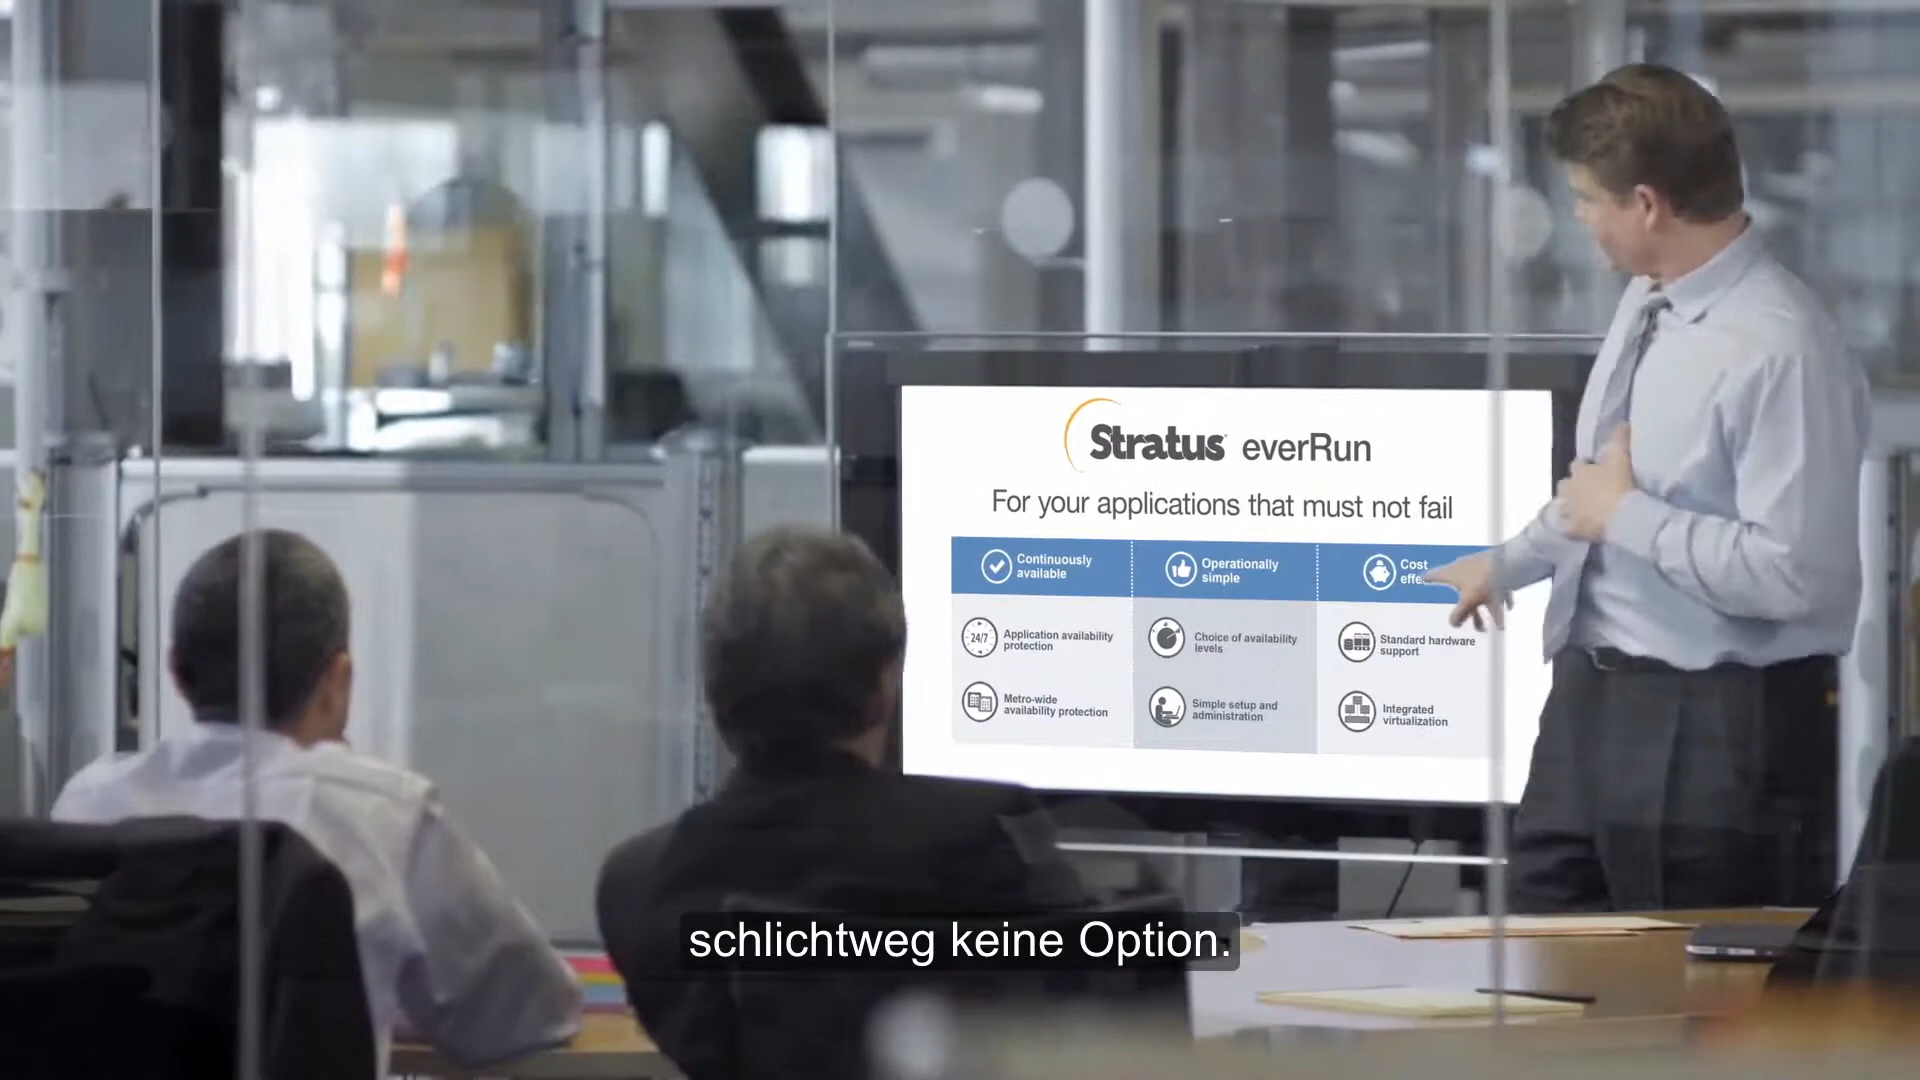 Stratus everRun
For your applications that must not fail
Continuously
available
Operationally
simple
Cost
24/7
Application availability
protection
Choice of availability
levels
Standard hardware
support
Metro-wide
availability protection
Simple setup and
administration
Integrated
virtualization
schlichtweg keine Option.